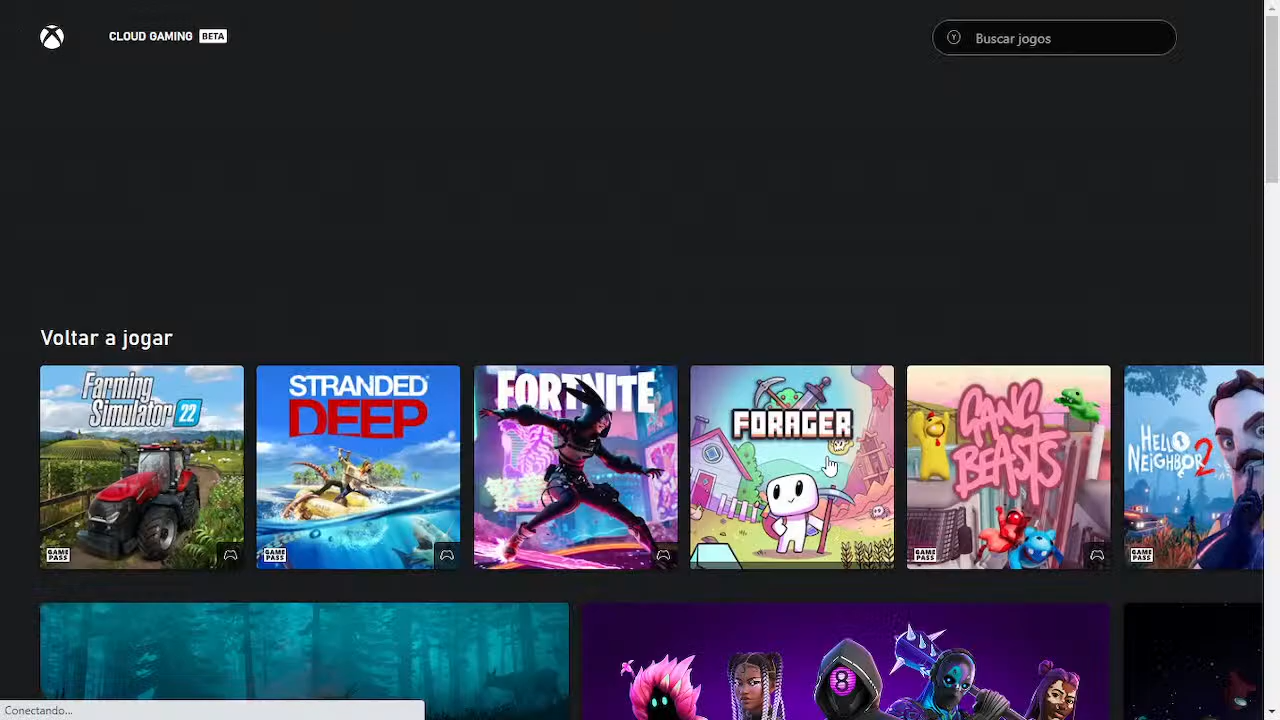 CLOUD GAMING BETA
Y Buscar jogos
Voltar a jogar
Farming
Simulator 22
GAME
PASS
STRANDED
DEEP
GAME
PASS
FORTNITE
FORAGER
GANG
BEASTS
GAME
PASS
HELLO
NEIGHBOR 2
GAME
PASS
8
Conectando...